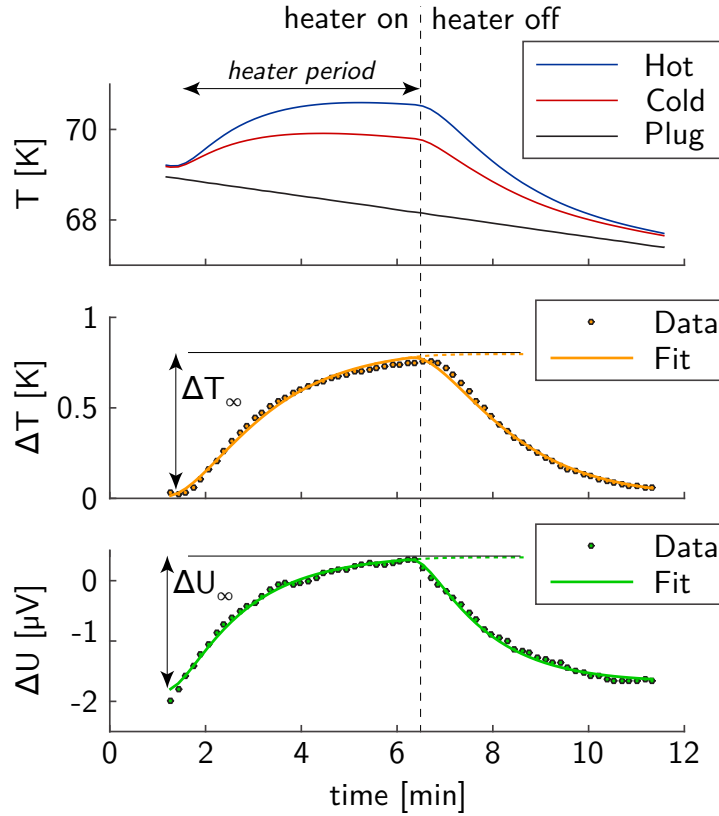 heater on heater off
heater period
Hot
Cold
Plug
70
68
T [K]
1
0.5
0
ΔT [K]
ΔT∞
Data
Fit
0
-1
-2
ΔU [µV]
ΔU∞
Data
Fit
0 2 4 6 8 10 12
time [min]